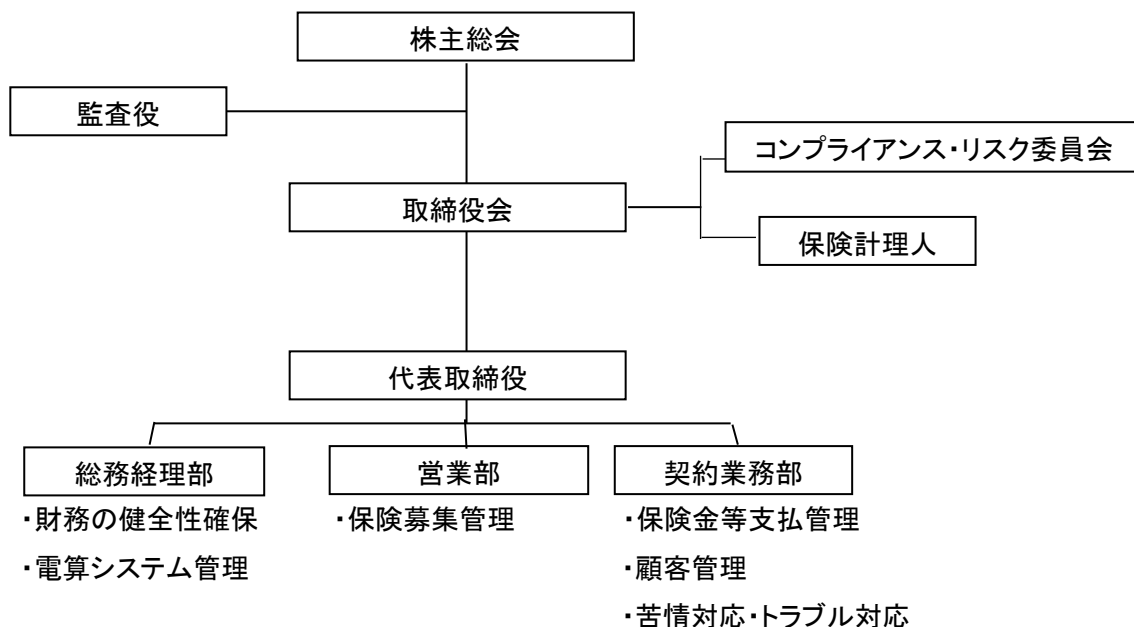 株主総会
監査役
コンプライアンス・リスク委員会
取締役会
保険計理人
代表取締役
総務経理部
・財務の健全性確保
・電算システム管理
営業部
・保険募集管理
契約業務部
・保険金等支払管理
・顧客管理
・苦情対応・トラブル対応